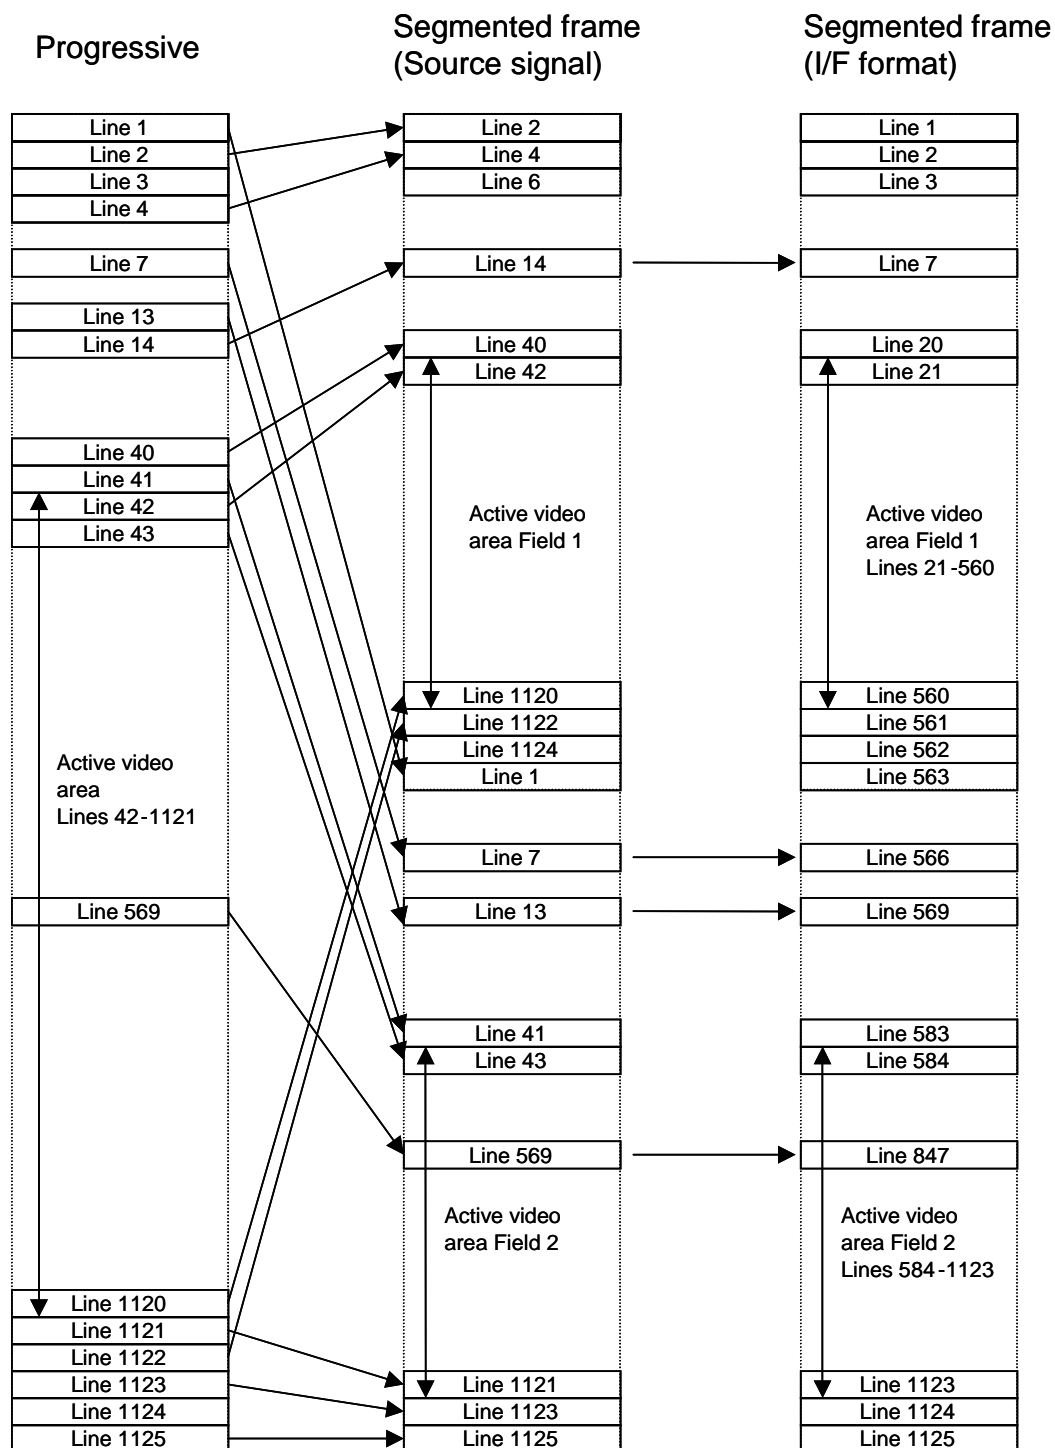 Progressive
Segmented frame
(Source signal)
Segmented frame
(I/F format)
Line 1
Line 2
Line 3
Line 4
Line 7
Line 13
Line 14
Line 40
Line 41
Line 42
Line 43
Active video
area
Lines 42-1121
Line 569
Line 1120
Line 1121
Line 1122
Line 1123
Line 1124
Line 1125
Line 2
Line 4
Line 6
Line 14
Line 40
Line 42
Active video
area Field 1
Line 1120
Line 1122
Line 1124
Line 1
Line 7
Line 13
Line 41
Line 43
Line 569
Active video
area Field 2
Line 1121
Line 1123
Line 1125
Line 1
Line 2
Line 3
Line 7
Line 20
Line 21
Active video
area Field 1
Lines 21-560
Line 560
Line 561
Line 562
Line 563
Line 566
Line 569
Line 583
Line 584
Line 847
Active video
area Field 2
Lines 584-1123
Line 1123
Line 1124
Line 1125